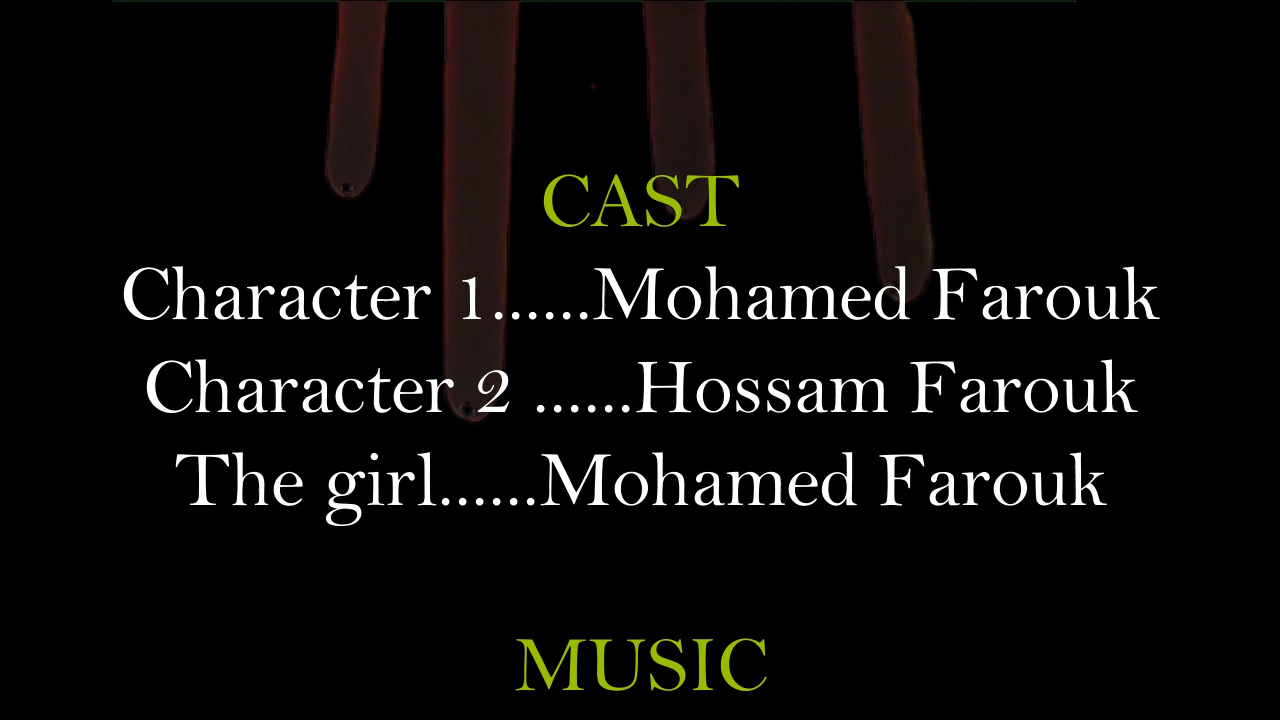 CAST
Character 1......Mohamed Farouk
Character 2 ......Hossam Farouk
The girl......Mohamed Farouk
MUSIC